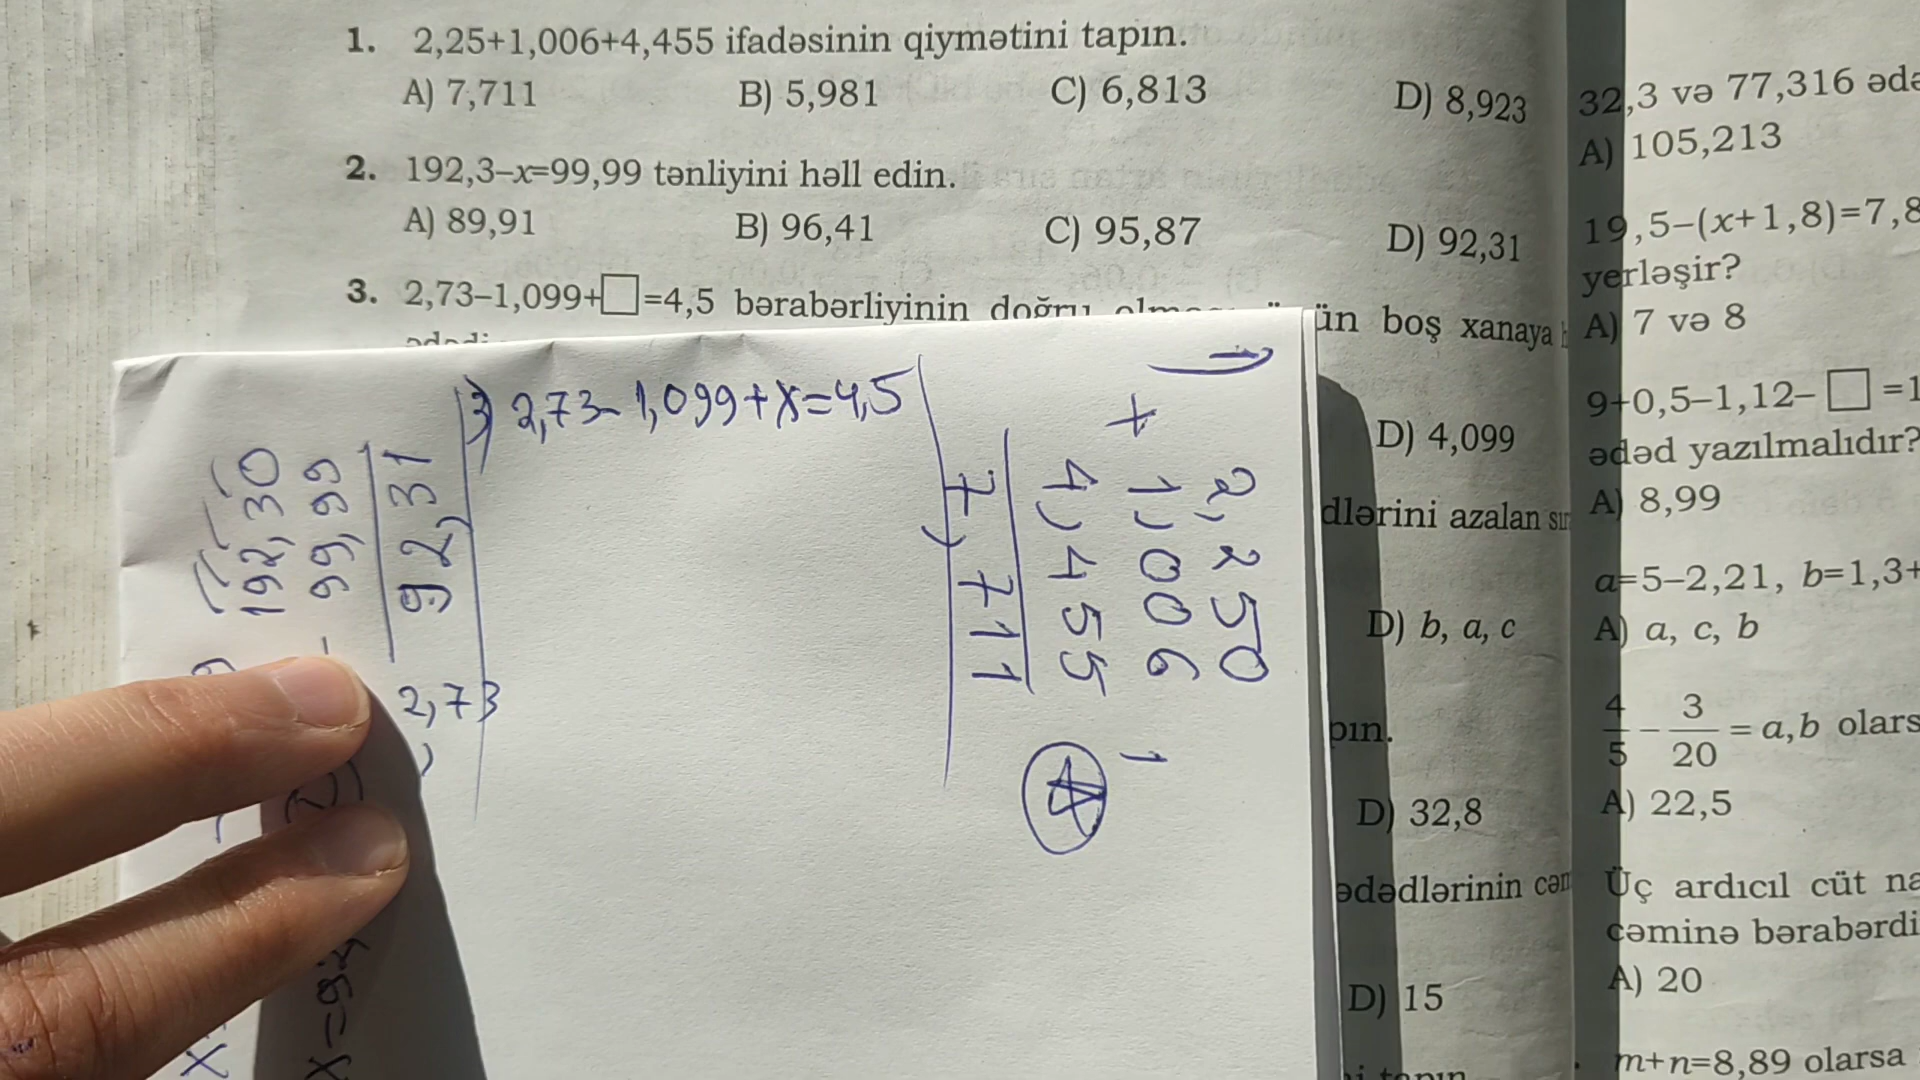 1. 2,25+1,006+4,455 ifadəsinin qiymətini tapın.
A) 7,711 B) 5,981 C) 6,813 D) 8,923
2. 192,3–x=99,99 tənliyini həll edin.
A) 89,91 B) 96,41 C) 95,87 D) 92,31
3. 2,73–1,099+□=4,5 bərabərliyinin doğru ün boş xanaya
D) 4,099
dlərini azalan
D) b, a, c
pın.
D) 32,8
ədədlərinin
D) 15
32,3 və 77,316
A) 105,213
19,5–(x+1,8)=7,8
yerləşir?
A) 7 və 8
9+0,5–1,12–□=1
ədəd yazılmalıdır?
A) 8,99
a=5–2,21, b=1,3+
A) a, c, b
4/5 – 3/20 = a,b olars
A) 22,5
Üç ardıcıl cüt
cəminə bərabərdi
A) 20
m+n=8,89 olarsa
1)
2,250
+ 1,006
4,455
7,711
1
A
192,30
- 99,99
92,31
3) 2,73-1,099+x=4,5
2,73